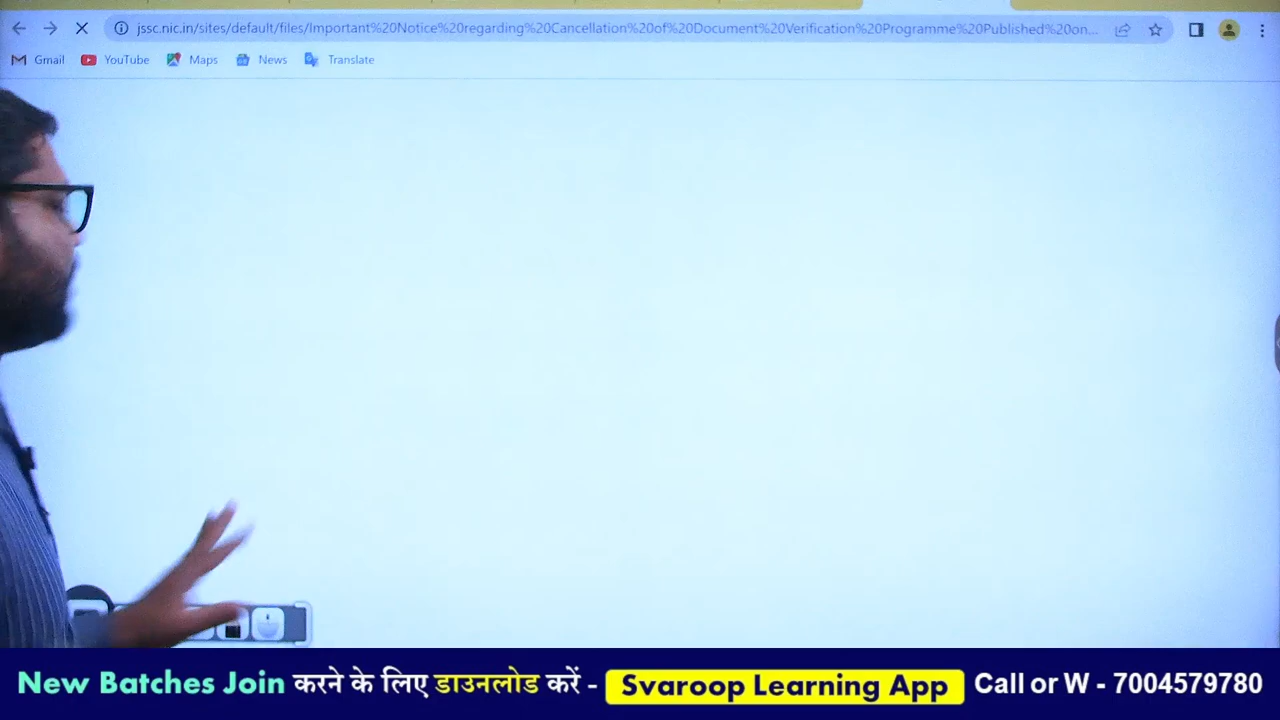 jssc.nic.in/sites/default/files/Important%20Notice%20regarding%20Cancellation%20of%20Document%20Verification%20Programme%20Published%20on...
Gmail YouTube Maps News Translate
New Batches Join करने के लिए डाउनलोड करें - Svaroop Learning App Call or W - 7004579780